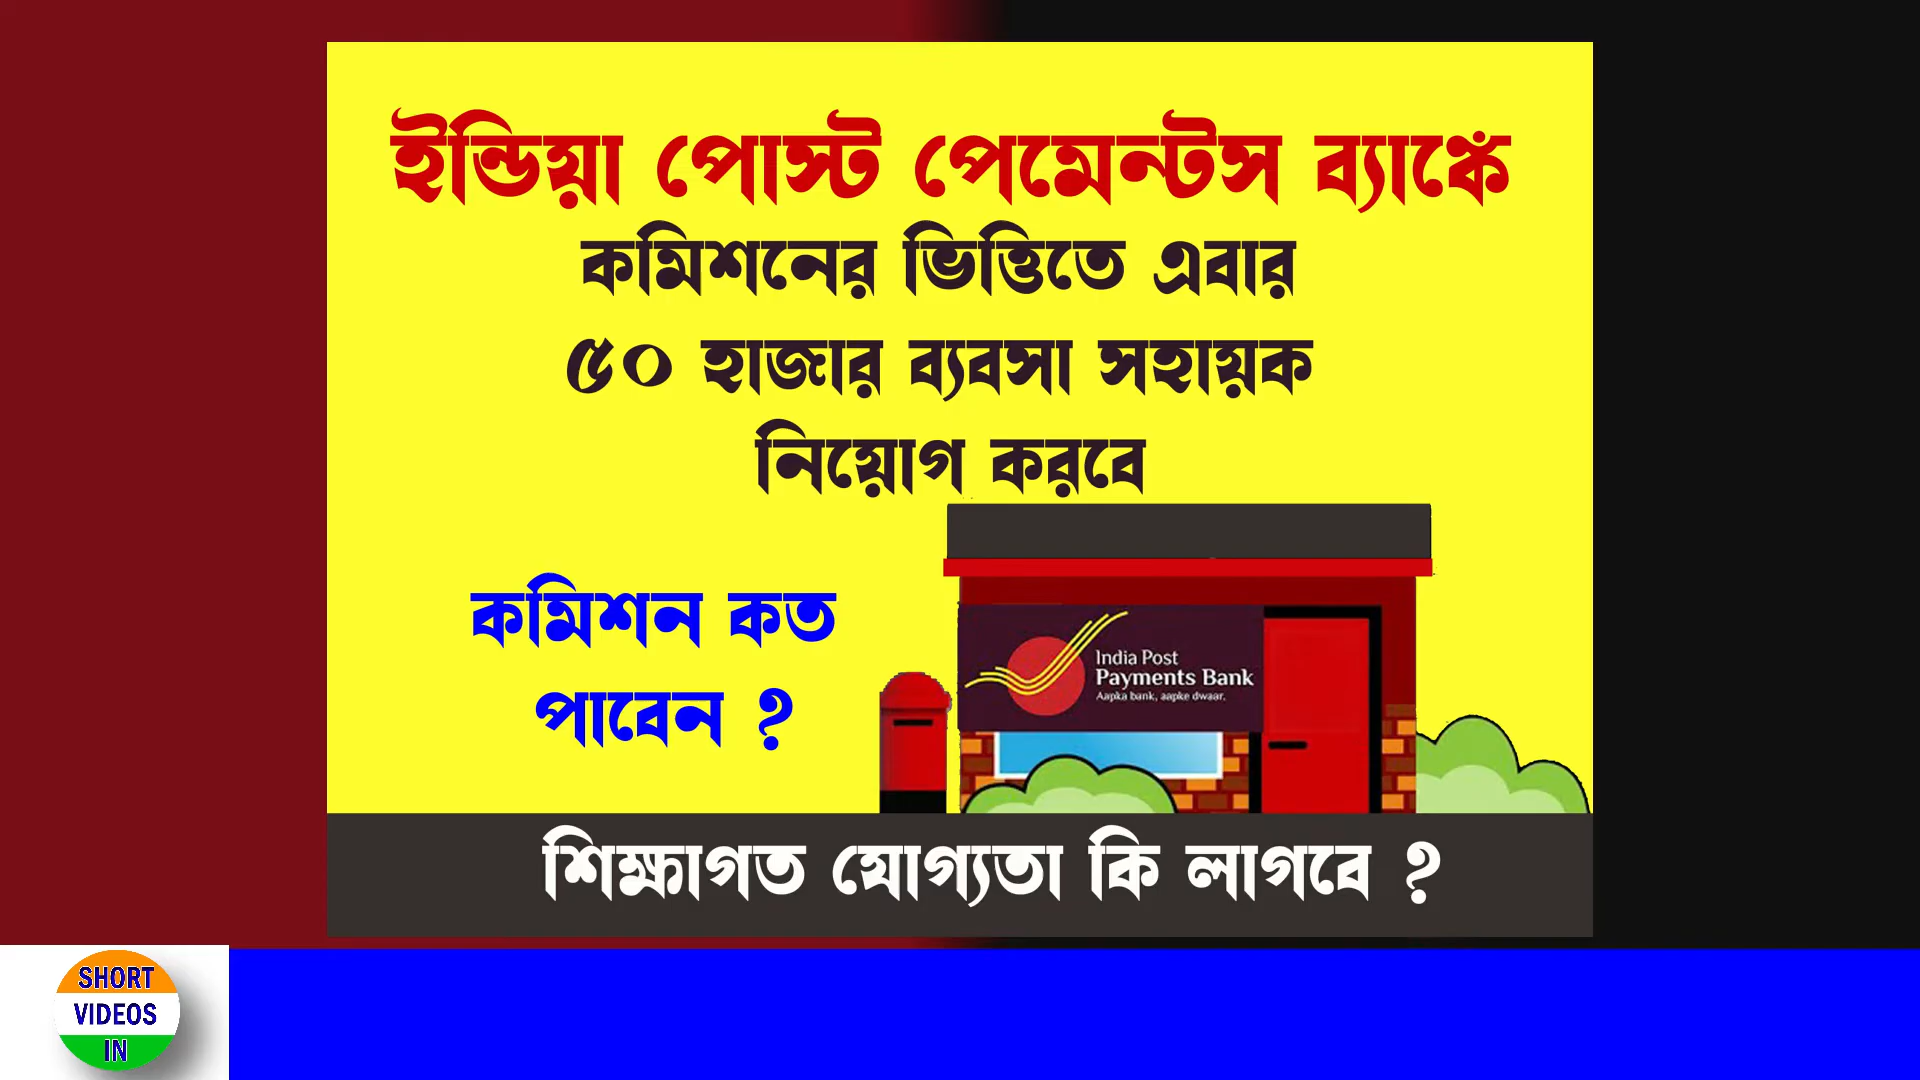 ইন্ডিয়া পোস্ট পেমেন্টস ব্যাঙ্কে
কমিশনের ভিত্তিতে এবার
৫০ হাজার ব্যবসা সহায়ক
নিয়োগ করবে
কমিশন কত
পাবেন ?
India Post
Payments Bank
Aapka bank, aapke dwaar.
শিক্ষাগত যোগ্যতা কি লাগবে ?
SHORT
VIDEOS
IN